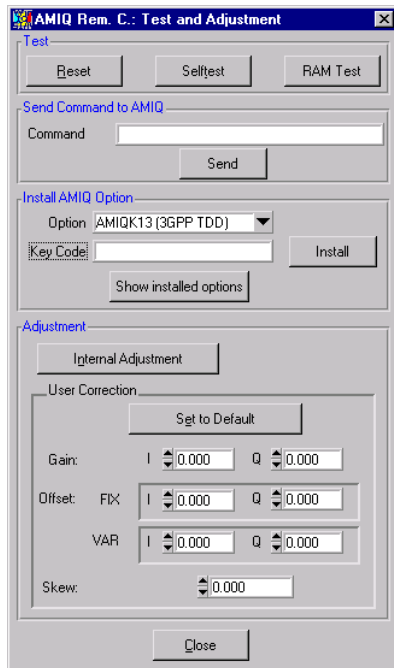 AMIQ Rem. C.: Test and Adjustment
Test
Reset Selftest RAM Test
Send Command to AMIQ
Command
Send
Install AMIQ Option
Option AMIQK13 (3GPP TDD)
Key Code Install
Show installed options
Adjustment
Internal Adjustment
User Correction
Set to Default
Gain: I 0.000 Q 0.000
Offset: FIX I 0.000 Q 0.000
VAR I 0.000 Q 0.000
Skew: 0.000
Close